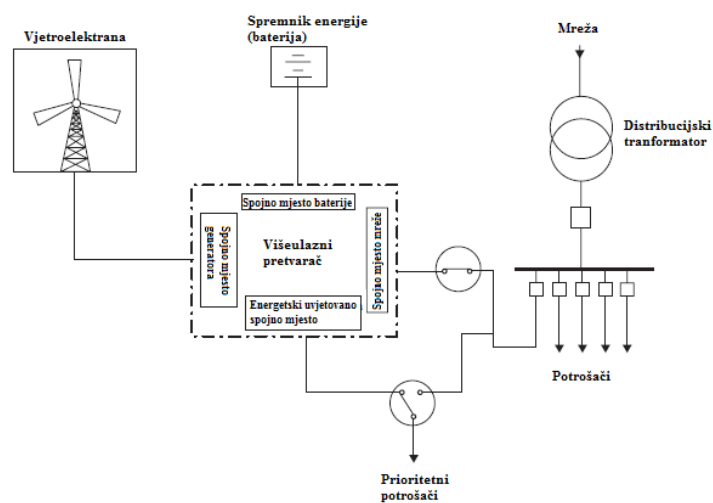 Spremnik energije
(baterija)
Vjetroelektrana
Mreža
Distribucijski
tranformator
Spojno mjesto baterije
Spojno mjesto
generatora
Višeulazni
pretvarač
Spojno mjesto mreže
Energetski uvjetovano
spojno mjesto
Potrošači
Prioritetni
potrošači